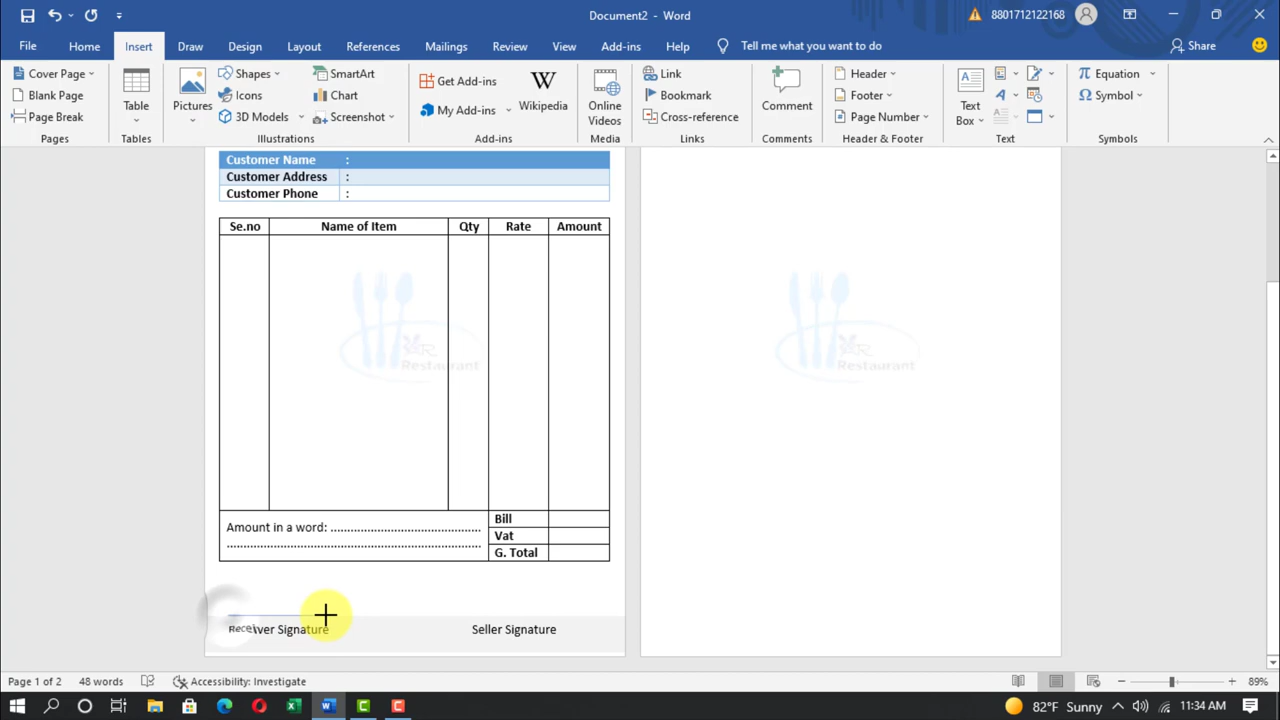 Document2 - Word
8801712122168
File Home Insert Draw Design Layout References Mailings Review View Add-ins Help Tell me what you want to do Share
Cover Page
Blank Page
Page Break
Pages
Table
Tables
Pictures
Shapes
Icons
3D Models
SmartArt
Chart
Screenshot
Illustrations
Get Add-ins
My Add-ins
W
Wikipedia
Add-ins
Online
Videos
Media
Link
Bookmark
Cross-reference
Links
Comment
Comments
Header
Footer
Page Number
Header & Footer
Text
Box
Text
π Equation
Ω Symbol
Symbols
Customer Name :
Customer Address :
Customer Phone :
Se.no Name of Item Qty Rate Amount
Restaurant
Restaurant
Amount in a word: ..................................................
Bill
Vat
G. Total
Receiver Signature
Seller Signature
Page 1 of 2 48 words Accessibility: Investigate 89%
82°F Sunny 11:34 AM